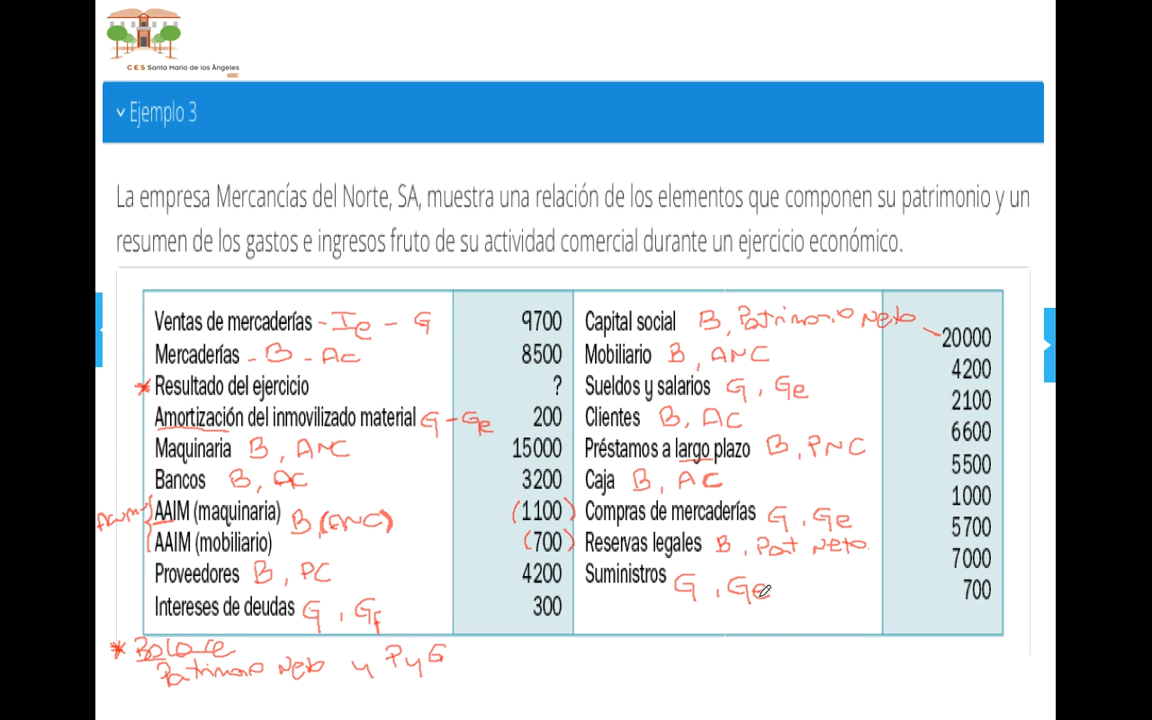 CES Santa María de los Ángeles
Ejemplo 3
La empresa Mercancías del Norte, SA, muestra una relación de los elementos que componen su patrimonio y un
resumen de los gastos e ingresos fruto de su actividad comercial durante un ejercicio económico.
Ventas de mercaderías - Ie - G 9700
Mercaderías - B - AC 8500
* Resultado del ejercicio ?
Amortización del inmovilizado material G - Ge 200
Maquinaria B, ANC 15000
Bancos B, AC 3200
AAIM (maquinaria) B, (ANC) (1100)
AAIM (mobiliario) (700)
Proveedores B, PC 4200
Intereses de deudas G, Gf 300
Capital social B, Patrimonio Neto 20000
Mobiliario B, ANC 4200
Sueldos y salarios G, Ge 2100
Clientes B, AC 6600
Préstamos a largo plazo B, PNC 5500
Caja B, AC 1000
Compras de mercaderías G, Ge 5700
Reservas legales B, Pat Neto. 7000
Suministros G, Ge 700
Patrimonio Neto y PyG